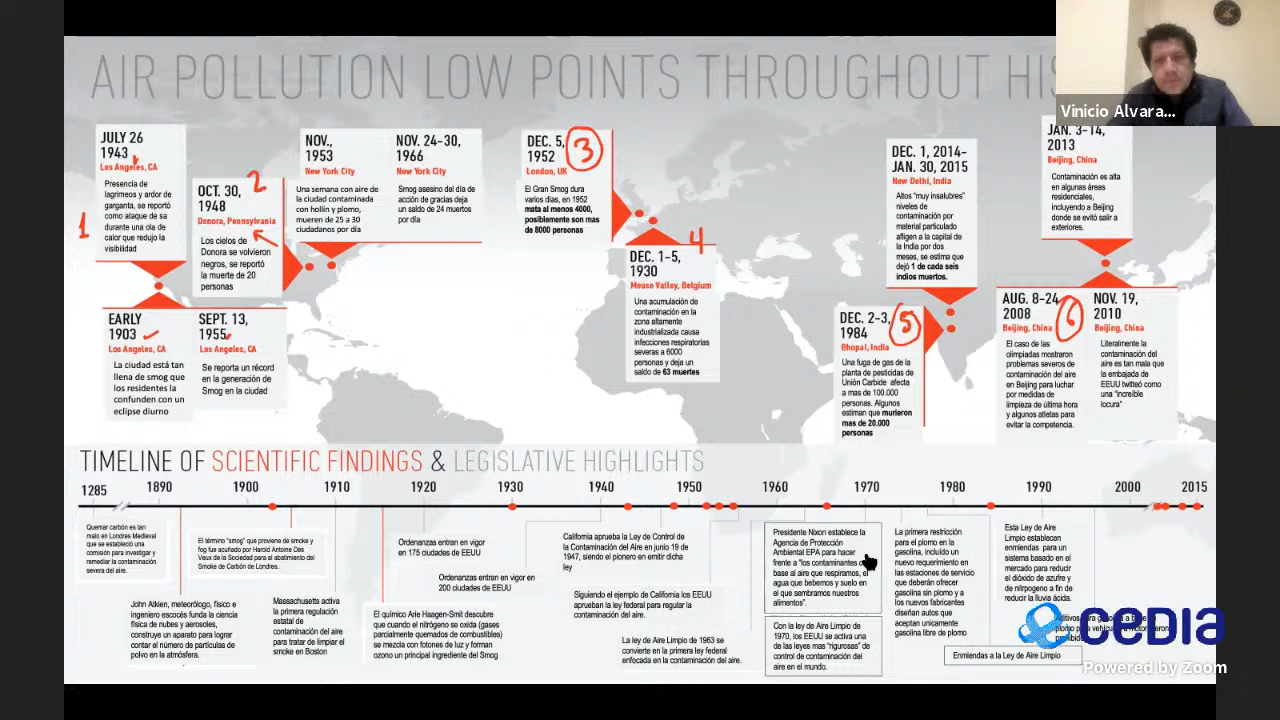 AIR POLLUTION LOW POINTS THROUGHOUT HIS
Vinicio Alvara...
JULY 26
1943
Los Angeles, CA
Presencia de
lagrimeos y ardor de
garganta, se reportó
como ataque de sa
durante una ola de
calor que redujo la
visibilidad
1
OCT. 30,
1948
2
Donora, Pennsylvania
Los cielos de
Donora se volvieron
negros, se reportó
la muerte de 20
personas
NOV.,
1953
New York City
Una semana con aire de
la ciudad contaminada
con hollín y plomo,
mueren de 25 a 30
ciudadanos por día
NOV. 24-30,
1966
New York City
Smog asesino del día de
acción de gracias deja
un saldo de 24 muertos
por día
DEC. 5,
1952
3
London, UK
El Gran Smog dura
varios días, en 1952
mata al menos 4000,
posiblemente son mas
de 8000 personas
4
DEC. 1-5,
1930
Meuse Valley, Belgium
Una acumulación de
contaminación en la
zona altamente
industrializada causa
infecciones respiratorias
severas a 6000
personas y deja un
saldo de 63 muertes
DEC. 1, 2014-
JAN. 30, 2015
New Delhi, India
Altos "muy insalubres"
niveles de
contaminación por
material particulado
afligen a la capital de
la India por dos
meses, se estima que
dejó 1 de cada seis
indios muertos.
JAN. 3-14,
2013
Beijing, China
Contaminación es alta
en algunas áreas
residenciales,
incluyendo a Beijing
donde se evitó salir a
exteriores.
EARLY
1903
Los Angeles, CA
La ciudad está tan
llena de smog que
los residentes la
confunden con un
eclipse diurno
SEPT. 13,
1955
Los Angeles, CA
Se reporta un récord
en la generación de
Smog en la ciudad
DEC. 2-3,
1984
5
Bhopal, India
Una fuga de gas de la
planta de pesticidas de
Unión Carbide afecta
a mas de 100.000
personas. Algunos
estiman que murieron
mas de 20.000
personas
AUG. 8-24,
2008
6
Beijing, China
El caso de las
olimpiadas mostraron
problemas severos de
contaminación del aire
en Beijing para luchar
por medidas de
limpieza de última hora
y algunos atletas para
evitar la competencia.
NOV. 19,
2010
Beijing, China
Literalmente la
contaminación del
aire es tan mala que
la embajada de
EEUU twitteó como
una "increíble
locura"
TIMELINE OF SCIENTIFIC FINDINGS & LEGISLATIVE HIGHLIGHTS
1285 1890 1900 1910 1920 1930 1940 1950 1960 1970 1980 1990 2000 2015
Quemar carbón es tan
malo en Londres Medieval
que se estableció una
comisión para investigar y
remediar la contaminación
severa del aire.
John Aitkien, meteorólogo, físico e
ingeniero escocés funda la ciencia
física de nubes y aerosoles,
construye un aparato para lograr
contar el número de partículas de
polvo en la atmósfera.
El término "smog" que proviene de smoke y
fog fue acuñado por Harold Antoine Des
Veux de la Sociedad para al abatimiento del
Smoke de Carbón de Londres.
Massachusetts activa
la primera regulación
estatal de
contaminación del aire
para tratar de limpiar el
smoke en Boston
El químico Arie Haagen-Smit descubre
que cuando el nitrógeno se oxida (gases
parcialmente quemados de combustibles)
se mezcla con fotones de luz y forman
ozono un principal ingrediente del Smog
Ordenanzas entran en vigor
en 175 ciudades de EEUU
Ordenanzas entran en vigor en
200 ciudades de EEUU
California aprueba la Ley de Control de
la Contaminación del Aire en junio 19 de
1947, siendo el pionero en emitir dicha
ley
Siguiendo el ejemplo de California los EEUU
aprueban la ley federal para regular la
contaminación del aire.
La ley de Aire Limpio de 1963 se
convierte en la primera ley federal
enfocada en la contaminación del aire.
Presidente Nixon establece la
Agencia de Protección
Ambiental EPA para hacer
frente a "los contaminantes
base al aire que respiramos, el
agua que bebemos y suelo en
el que sembramos nuestros
alimentos".
Con la ley de Aire Limpio de
1970, los EEUU se activa una
de las leyes mas "rigurosas" de
control de contaminación del
aire en el mundo.
La primera restricción
para el plomo en la
gasolina, incluído un
nuevo requerimiento en
las estaciones de servicio
que deberán ofrecer
gasolina sin plomo y a
los nuevos fabricantes
diseñan autos que
aceptan unicamente
gasolina libre de plomo
Esta Ley de Aire
Limpio establecan
enmiendas para un
sistema basado en el
mercado para reducir
el dióxido de azufre y
de nitrpogeno a fin de
reducir la lluvia ácida.
Enmiendas a la Ley de Aire Limpio
cedia
Powered by Zoom